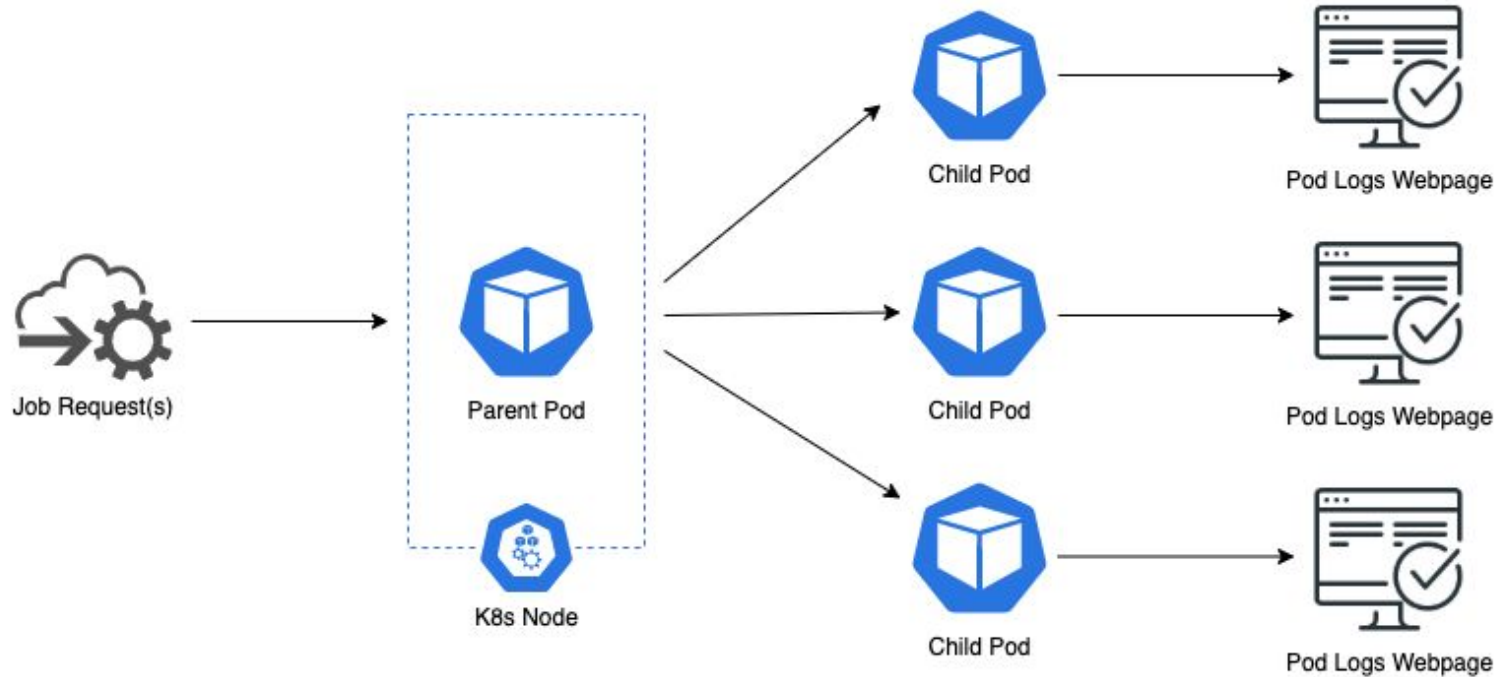 Job Request(s)
Parent Pod
K8s Node
Child Pod
Pod Logs Webpage
Child Pod
Pod Logs Webpage
Child Pod
Pod Logs Webpage